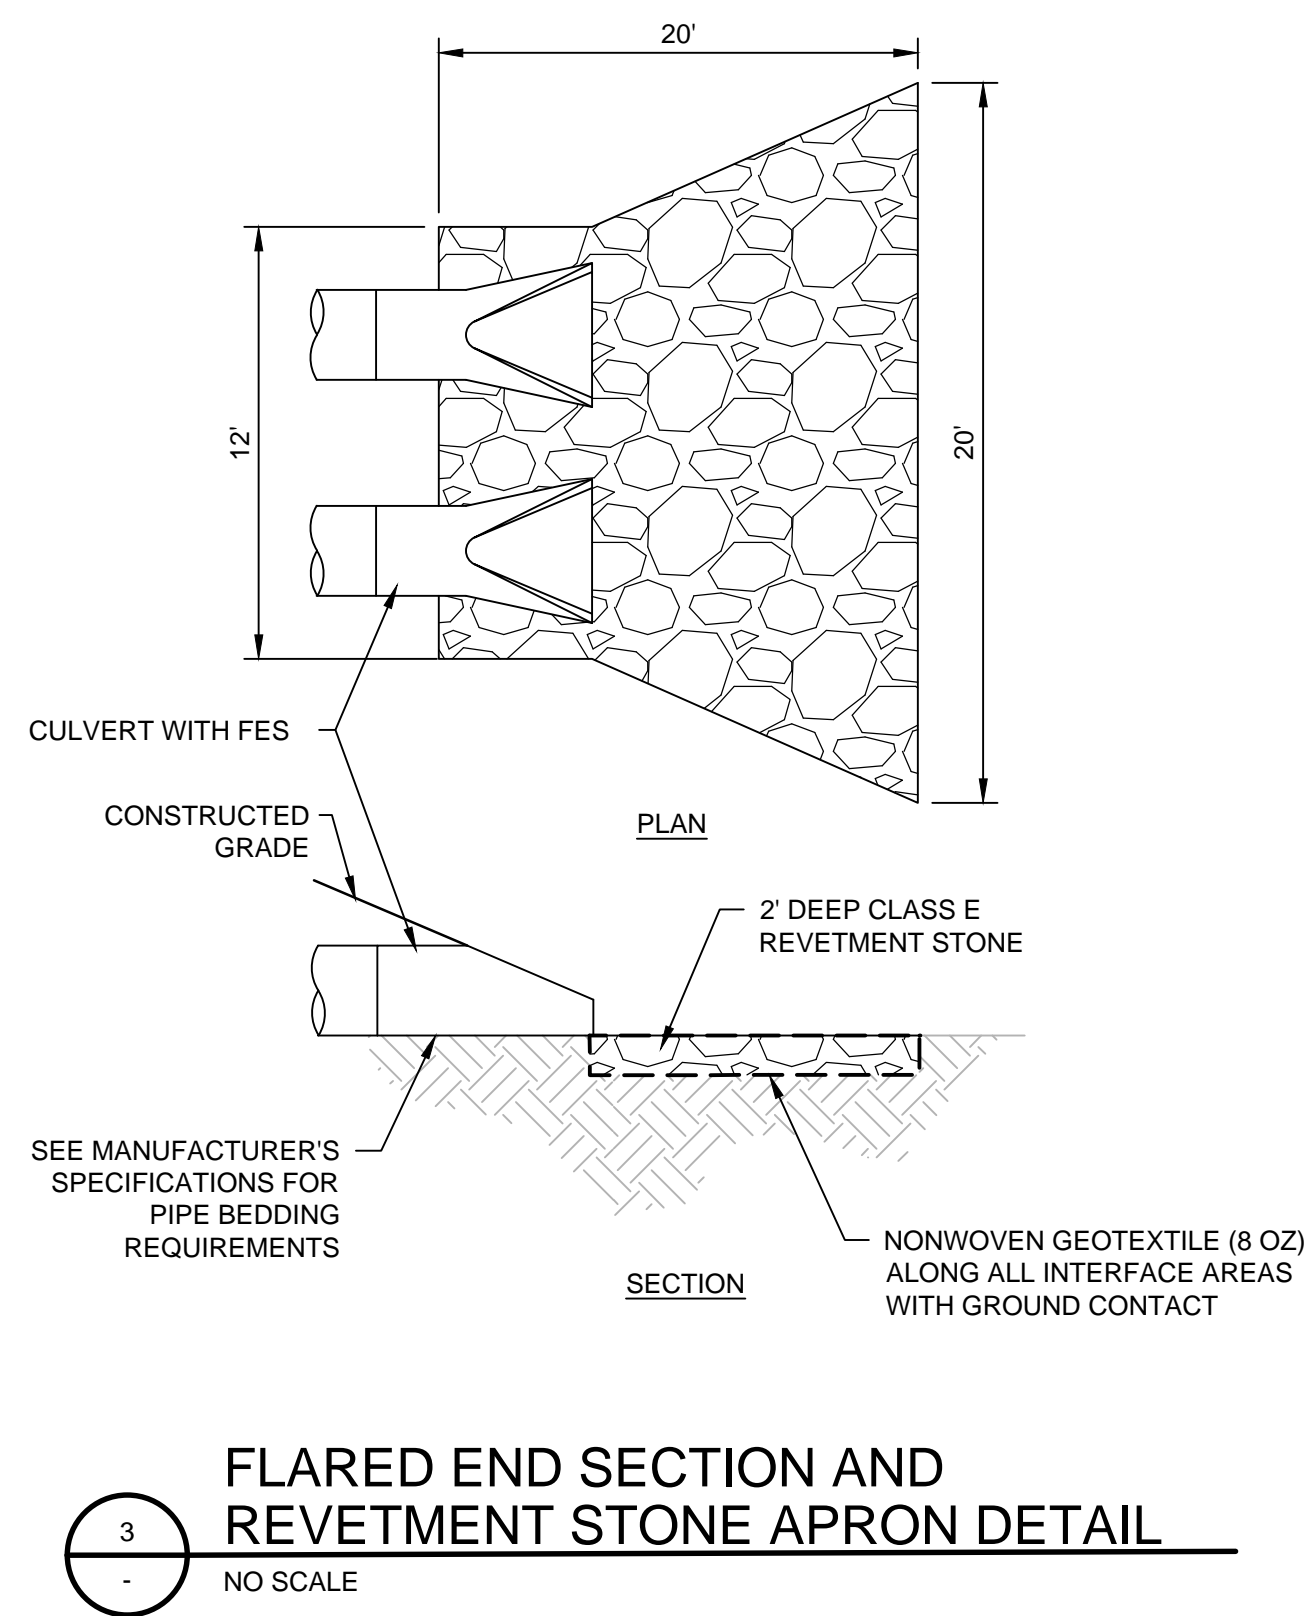 20'
12'
20'
CULVERT WITH FES
CONSTRUCTED
GRADE
PLAN
2' DEEP CLASS E
REVETMENT STONE
SEE MANUFACTURER'S
SPECIFICATIONS FOR
PIPE BEDDING
REQUIREMENTS
NONWOVEN GEOTEXTILE (8 OZ)
ALONG ALL INTERFACE AREAS
WITH GROUND CONTACT
SECTION
FLARED END SECTION AND
REVETMENT STONE APRON DETAIL
3
-
NO SCALE